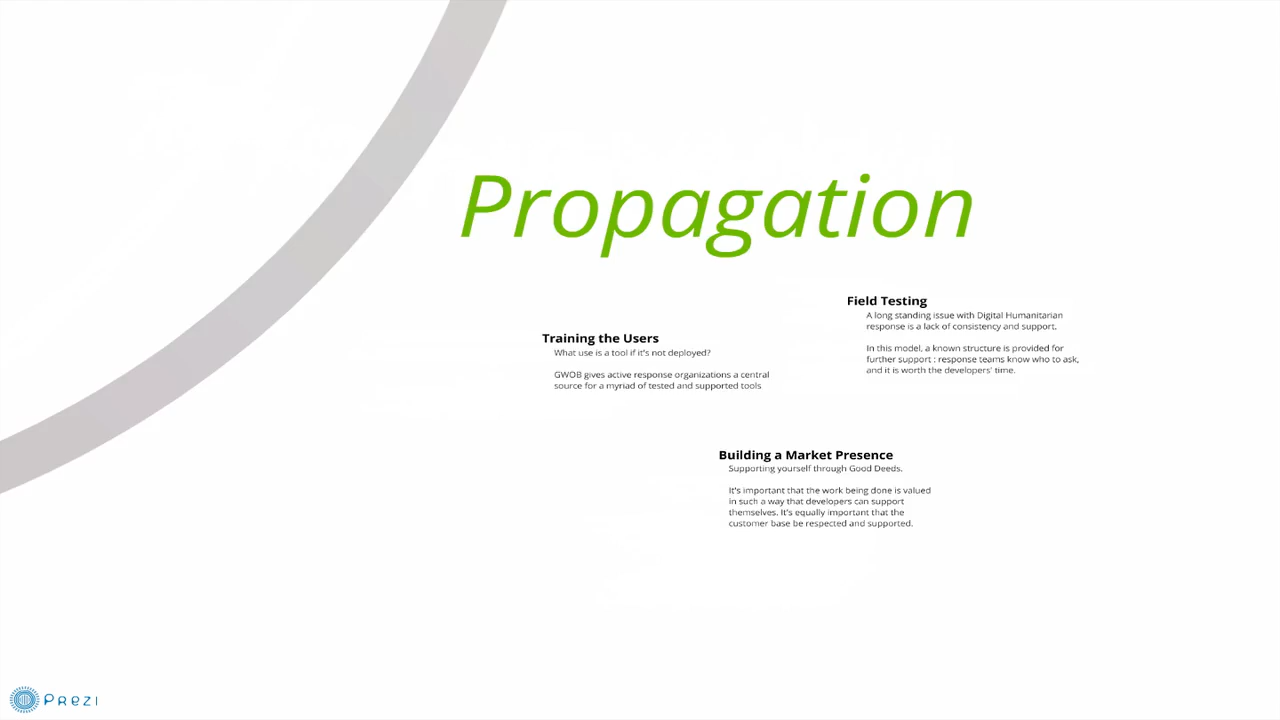 Propagation
Training the Users
What use is a tool if it's not deployed?
GWOB gives active response organizations a central
source for a myriad of tested and supported tools
Field Testing
A long standing issue with Digital Humanitarian
response is a lack of consistency and support.
In this model, a known structure is provided for
further support : response teams know who to ask,
and it is worth the developers' time.
Building a Market Presence
Supporting yourself through Good Deeds.
It's important that the work being done is valued
in such a way that developers can support
themselves. It's equally important that the
customer base be respected and supported.
Prezi